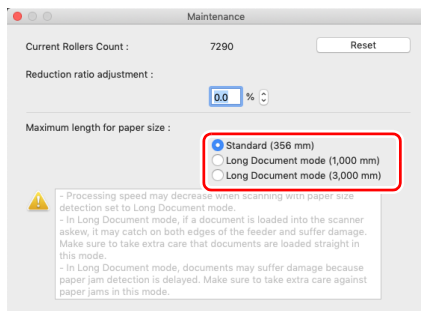 Maintenance
Current Rollers Count : 7290 Reset
Reduction ratio adjustment :
0.0 %
Maximum length for paper size :
Standard (356 mm)
Long Document mode (1,000 mm)
Long Document mode (3,000 mm)
- Processing speed may decrease when scanning with paper size
detection set to Long Document mode.
- In Long Document mode, if a document is loaded into the scanner
askew, it may catch on both edges of the feeder and suffer damage.
Make sure to take extra care that documents are loaded straight in
this mode.
- In Long Document mode, documents may suffer damage because
paper jam detection is delayed. Make sure to take extra care against
paper jams in this mode.